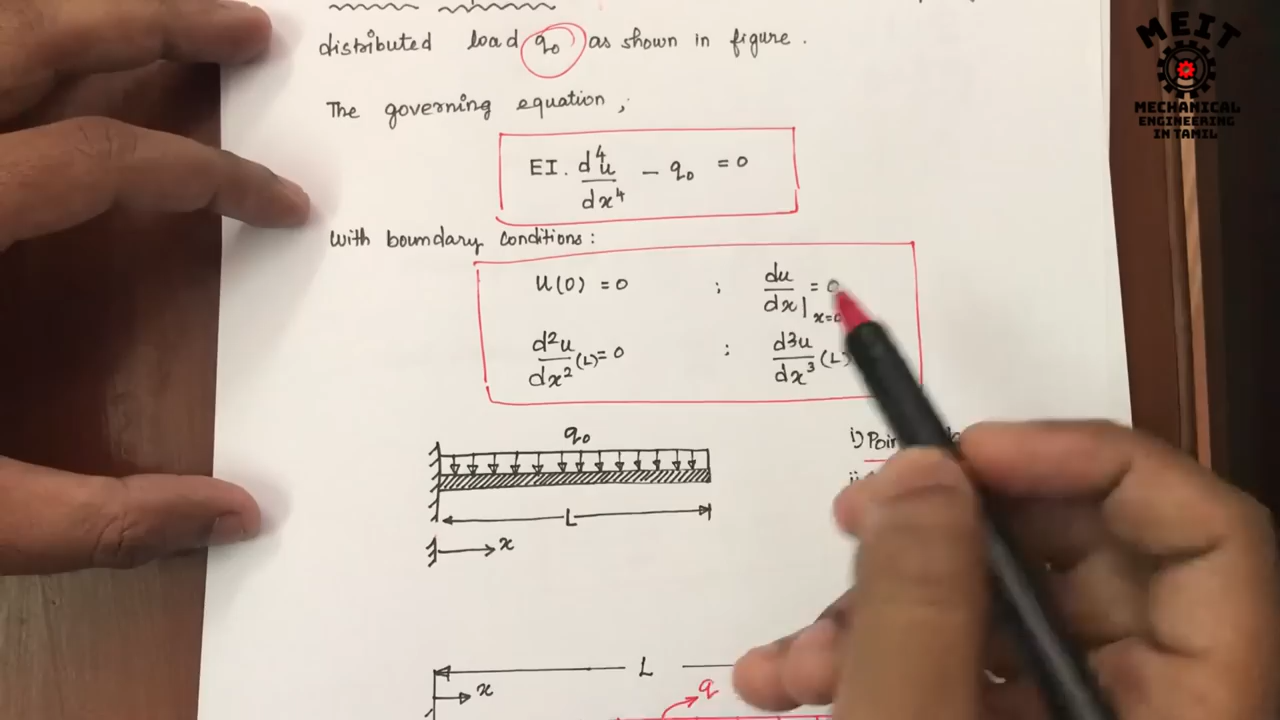 distributed load q₀ as shown in figure.
The governing equation,
EI. d⁴u/dx⁴ - q₀ = 0
With boundary conditions:
u(0) = 0 ; du/dx|x=0 = 0
d²u/dx² (L) = 0 : d³u/dx³ (L)
q₀
i)
L
x
L
x
q
MEIT
MECHANICAL
ENGINEERING
IN TAMIL